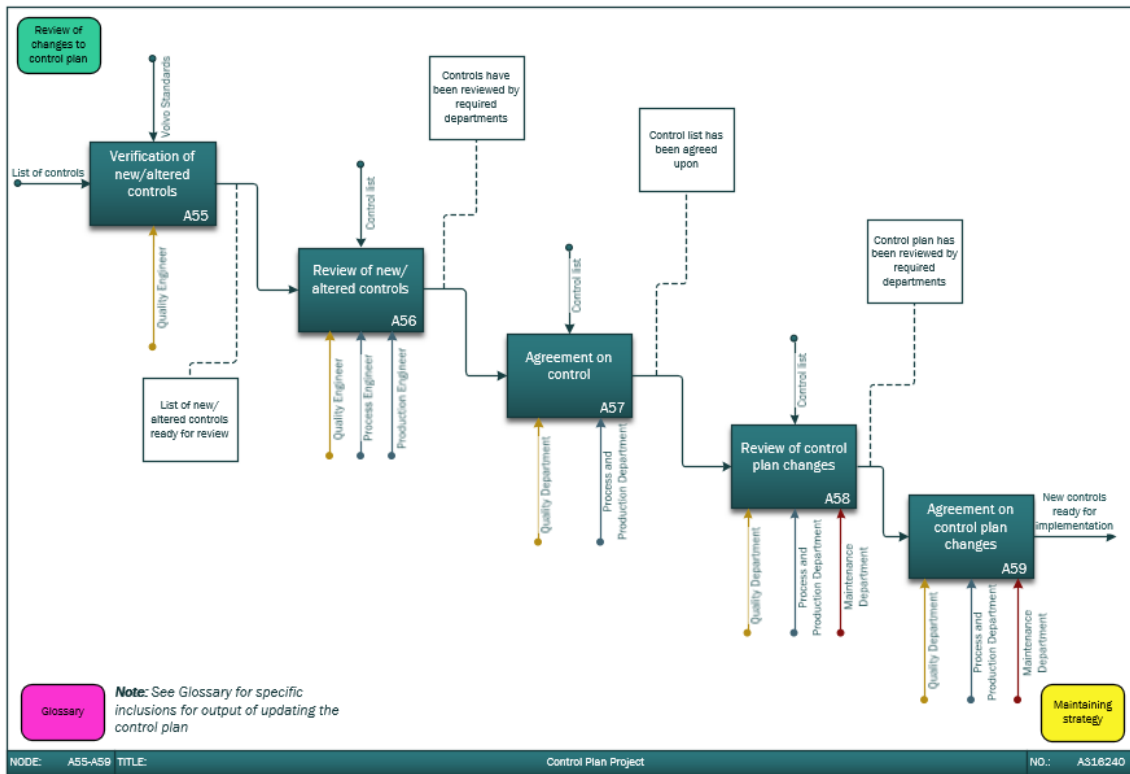 Review of
changes to
control plan
Volvo Standards
List of controls
Verification of
new/altered
controls
A55
Quality Engineer
List of new/
altered controls
ready for review
Controls have
been reviewed by
required
departments
Control list
Review of new/
altered controls
A56
Quality Engineer
Process Engineer
Production Engineer
Control list has
been agreed
upon
Control list
Agreement on
control
A57
Quality Department
Process and
Production Department
Control plan has
been reviewed by
required
departments
Control list
Review of control
plan changes
A58
Quality Department
Process and
Production Department
Maintenance
Department
Agreement on
control plan
changes
A59
New controls
ready for
implementation
Quality Department
Process and
Production Department
Maintenance
Department
Glossary
Note: See Glossary for specific
inclusions for output of updating the
control plan
Maintaining
strategy
NODE: A55-A59 TITLE: Control Plan Project NO.: AS16240